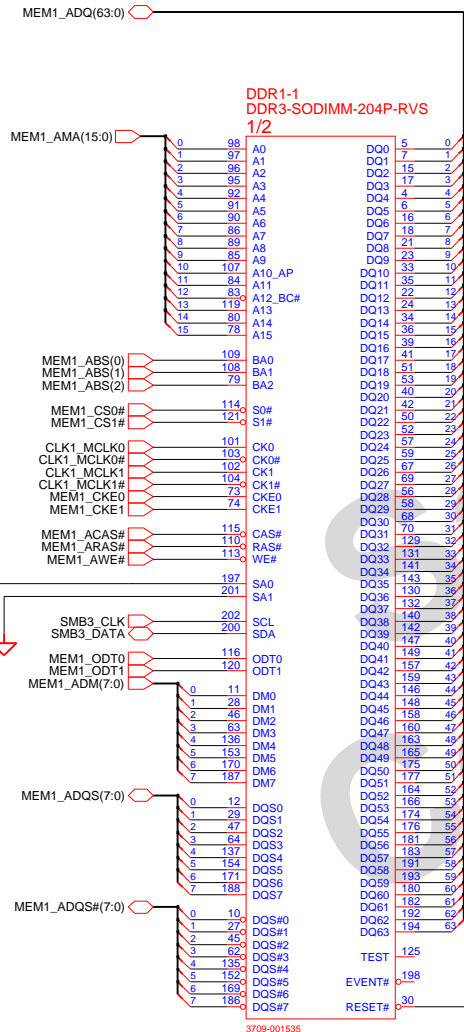 MEM1_ADQ(63:0)
DDR1-1
DDR3-SODIMM-204P-RVS
1/2
MEM1_AMA(15:0)
0 98 A0
1 97 A1
2 96 A2
3 95 A3
4 92 A4
5 91 A5
6 90 A6
7 86 A7
8 89 A8
9 85 A9
10 107 A10_AP
11 84 A11
12 83 A12_BC#
13 119 A13
14 80 A14
15 78 A15
MEM1_ABS(0) 109 BA0
MEM1_ABS(1) 108 BA1
MEM1_ABS(2) 79 BA2
MEM1_CS0# 114 S0#
MEM1_CS1# 121 S1#
CLK1_MCLK0 101 CK0
CLK1_MCLK0# 103 CK0#
CLK1_MCLK1 102 CK1
CLK1_MCLK1# 104 CK1#
MEM1_CKE0 73 CKE0
MEM1_CKE1 74 CKE1
MEM1_ACAS# 115 CAS#
MEM1_ARAS# 110 RAS#
MEM1_AWE# 113 WE#
197 SA0
201 SA1
SMB3_CLK 202 SCL
SMB3_DATA 200 SDA
MEM1_ODT0 116 ODT0
MEM1_ODT1 120 ODT1
MEM1_ADM(7:0)
0 11 DM0
1 28 DM1
2 46 DM2
3 63 DM3
4 136 DM4
5 153 DM5
6 170 DM6
7 187 DM7
MEM1_ADQS(7:0)
0 12 DQS0
1 29 DQS1
2 47 DQS2
3 64 DQS3
4 137 DQS4
5 154 DQS5
6 171 DQS6
7 188 DQS7
MEM1_ADQS#(7:0)
0 10 DQS#0
1 27 DQS#1
2 45 DQS#2
3 62 DQS#3
4 135 DQS#4
5 152 DQS#5
6 169 DQS#6
7 186 DQS#7
DQ0 5 0
DQ1 7 1
DQ2 15 2
DQ3 17 3
DQ4 4 4
DQ5 6 5
DQ6 16 6
DQ7 18 7
DQ8 21 8
DQ9 23 9
DQ10 33 10
DQ11 35 11
DQ12 22 12
DQ13 24 13
DQ14 34 14
DQ15 36 15
DQ16 39 16
DQ17 41 17
DQ18 51 18
DQ19 53 19
DQ20 40 20
DQ21 42 21
DQ22 50 22
DQ23 52 23
DQ24 57 24
DQ25 59 25
DQ26 67 26
DQ27 69 27
DQ28 56 28
DQ29 58 29
DQ30 68 30
DQ31 70 31
DQ32 129 32
DQ33 131 33
DQ34 141 34
DQ35 143 35
DQ36 130 36
DQ37 132 37
DQ38 140 38
DQ39 142 39
DQ40 147 40
DQ41 149 41
DQ42 157 42
DQ43 159 43
DQ44 146 44
DQ45 148 45
DQ46 158 46
DQ47 160 47
DQ48 163 48
DQ49 165 49
DQ50 175 50
DQ51 177 51
DQ52 164 52
DQ53 166 53
DQ54 174 54
DQ55 176 55
DQ56 181 56
DQ57 183 57
DQ58 191 58
DQ59 193 59
DQ60 180 60
DQ61 182 61
DQ62 192 62
DQ63 194 63
TEST 125
EVENT# 198
RESET# 30
S
C
3709-001535